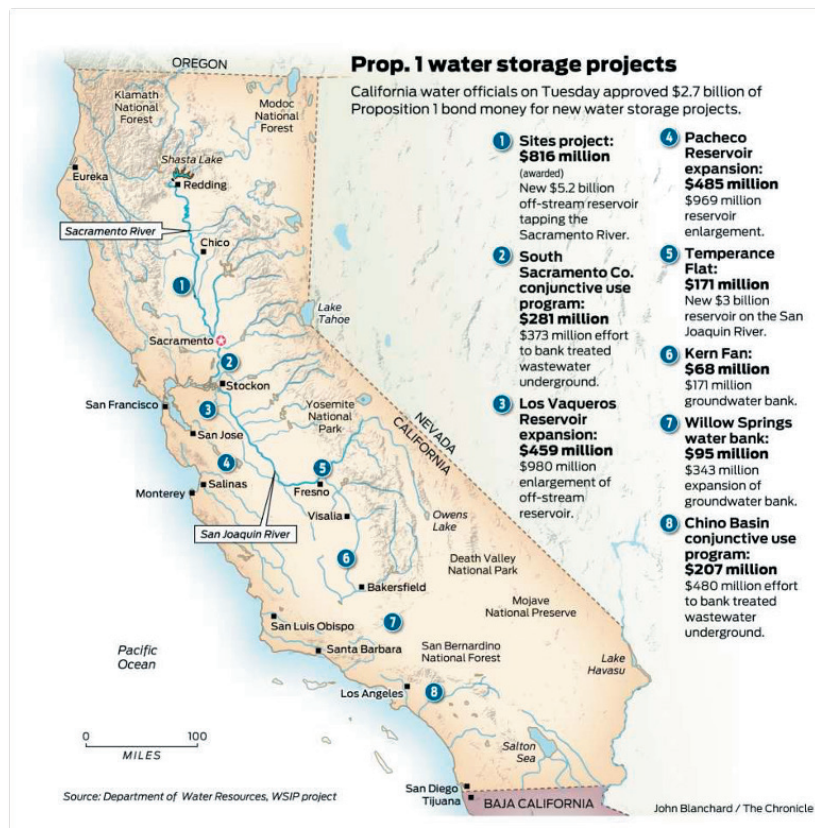 Prop. 1 water storage projects
California water officials on Tuesday approved $2.7 billion of
Proposition 1 bond money for new water storage projects.
1 Sites project:
$816 million
(awarded)
New $5.2 billion
off-stream reservoir
tapping the
Sacramento River.
2 South
Sacramento Co.
conjunctive use
program:
$281 million
$373 million effort
to bank treated
wastewater
underground.
3 Los Vaqueros
Reservoir
expansion:
$459 million
$980 million
enlargement of
off-stream
reservoir.
4 Pacheco
Reservoir
expansion:
$485 million
$969 million
reservoir
enlargement.
5 Temperance
Flat:
$171 million
New $3 billion
reservoir on the San
Joaquin River.
6 Kern Fan:
$68 million
$171 million
groundwater bank.
7 Willow Springs
water bank:
$95 million
$343 million
expansion of
groundwater bank.
8 Chino Basin
conjunctive use
program:
$207 million
$480 million effort
to bank treated
wastewater
underground.
OREGON
Klamath
National
Forest
Modoc
National
Forest
Shasta Lake
Eureka
Redding
Sacramento River
Chico
1
Lake
Tahoe
Sacramento
2
Stockon
San Francisco
3
Yosemite
National
Park
NEVADA
CALIFORNIA
San Jose
4
5
Salinas
Fresno
Monterey
Visalia
Owens
Lake
San Joaquin River
6
Death Valley
National Park
Bakersfield
Mojave
National Preserve
7
San Luis Obispo
Pacific
Ocean
Santa Barbara
San Bernardino
National Forest
Lake
Havasu
Los Angeles
8
0 100
MILES
Salton
Sea
San Diego
Tijuana
BAJA CALIFORNIA
Source: Department of Water Resources, WSIP project
John Blanchard / The Chronicle